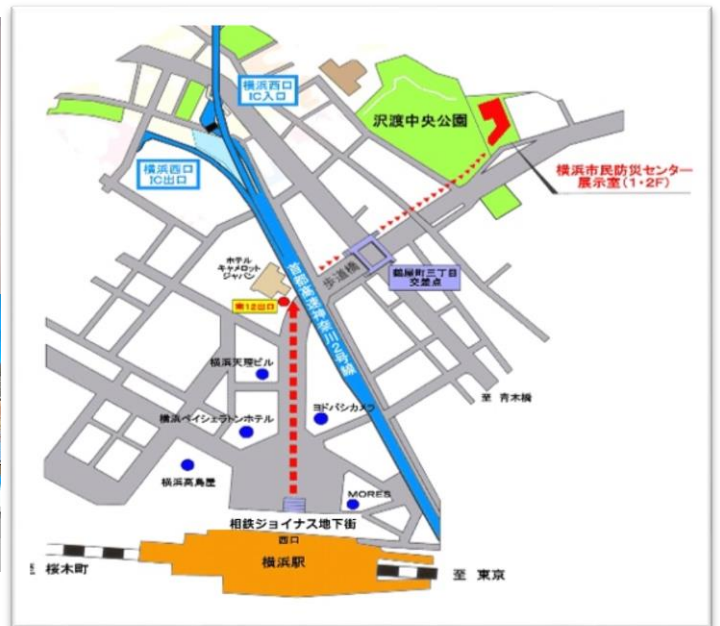 横浜西口
IC入口
沢渡中央公園
横浜西口
IC出口
横浜市民防災センター
展示室(1・2F)
ホテル
キャメロット
ジャパン
歩道橋
鶴屋町三丁目
交差点
南12出口
首都高速神奈川2号線
横浜天理ビル
至 青木橋
ヨドバシカメラ
横浜ベイシェラトンホテル
横浜高島屋
MORES
相鉄ジョイナス地下街
西口
横浜駅
桜木町
至 東京